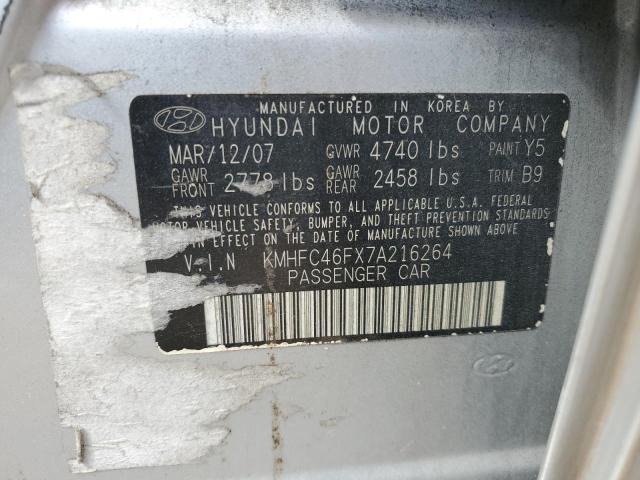 MANUFACTURED IN KOREA BY
HYUNDAI MOTOR COMPANY
MAR/12/07 GVWR 4740 lbs PAINT Y5
GAWR FRONT 2778 lbs GAWR REAR 2458 lbs TRIM B9
THIS VEHICLE CONFORMS TO ALL APPLICABLE U.S.A. FEDERAL
MOTOR VEHICLE SAFETY, BUMPER, AND THEFT PREVENTION STANDARDS
IN EFFECT ON THE DATE OF MANUFACTURE SHOWN ABOVE.
V.I.N KMHFC46FX7A216264
PASSENGER CAR